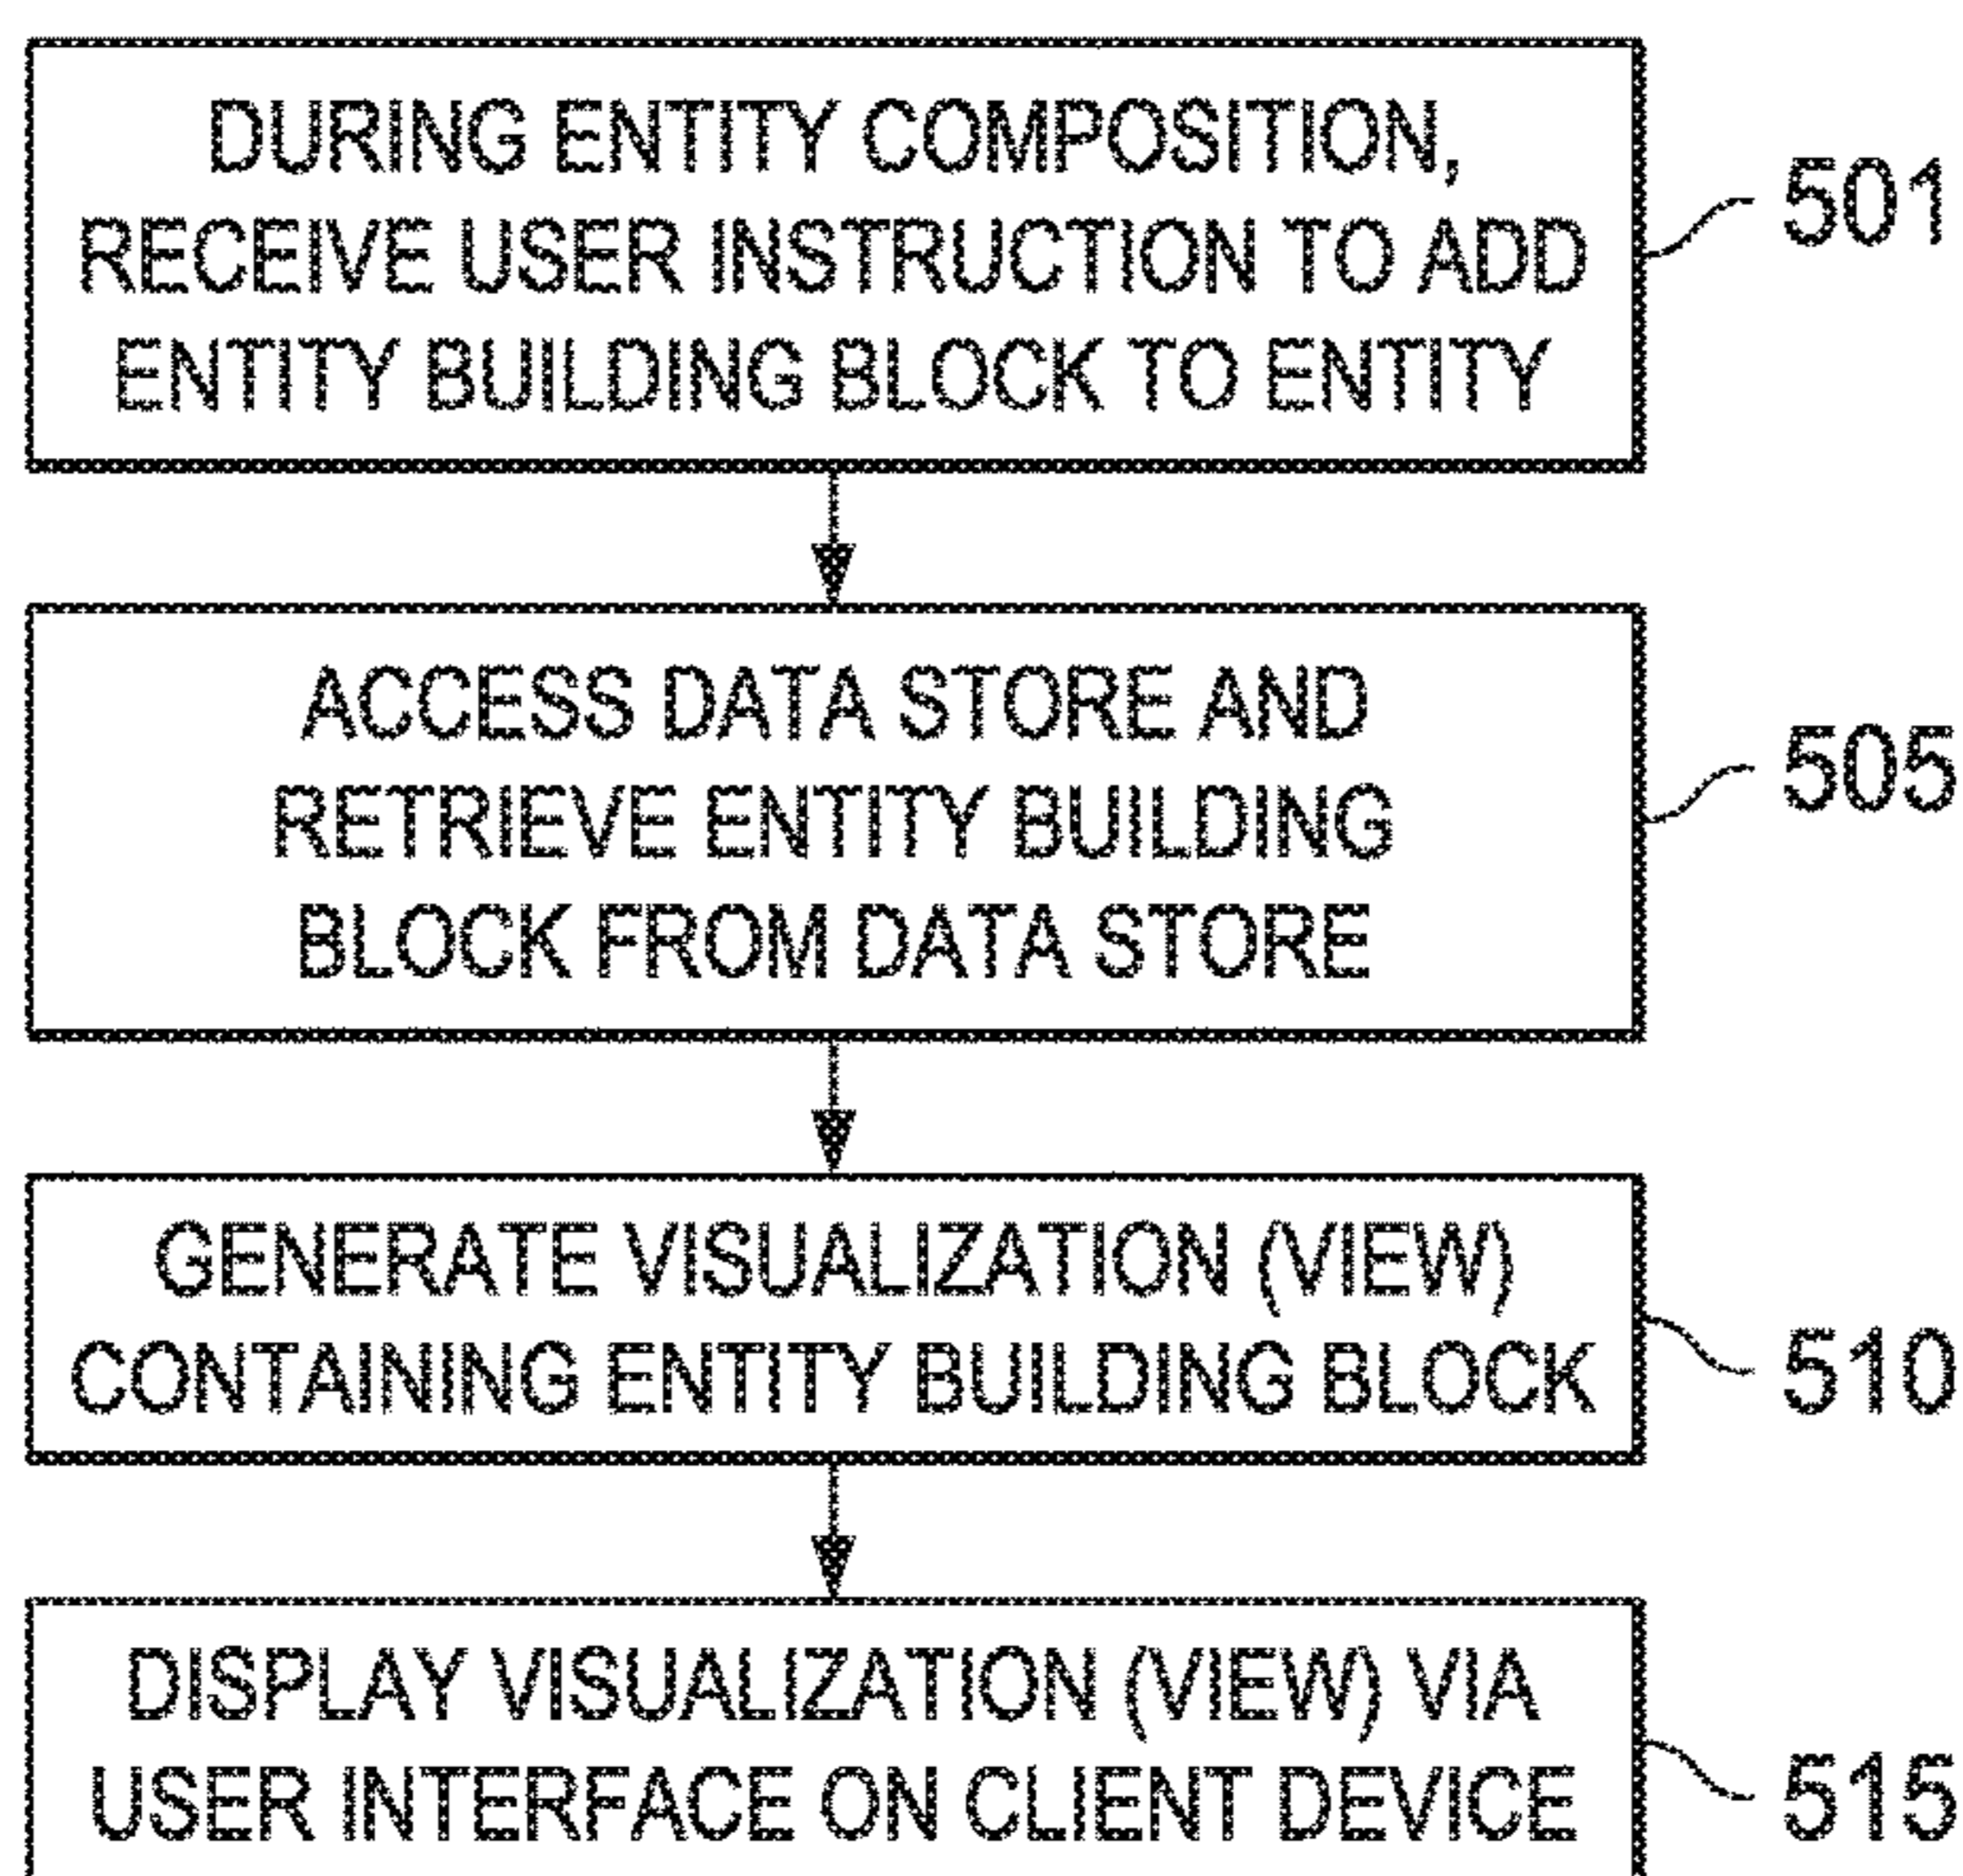 DURING ENTITY COMPOSITION,
RECEIVE USER INSTRUCTION TO ADD
ENTITY BUILDING BLOCK TO ENTITY
501
ACCESS DATA STORE AND
RETRIEVE ENTITY BUILDING
BLOCK FROM DATA STORE
505
GENERATE VISUALIZATION (VIEW)
CONTAINING ENTITY BUILDING BLOCK
510
DISPLAY VISUALIZATION (VIEW) VIA
USER INTERFACE ON CLIENT DEVICE
515